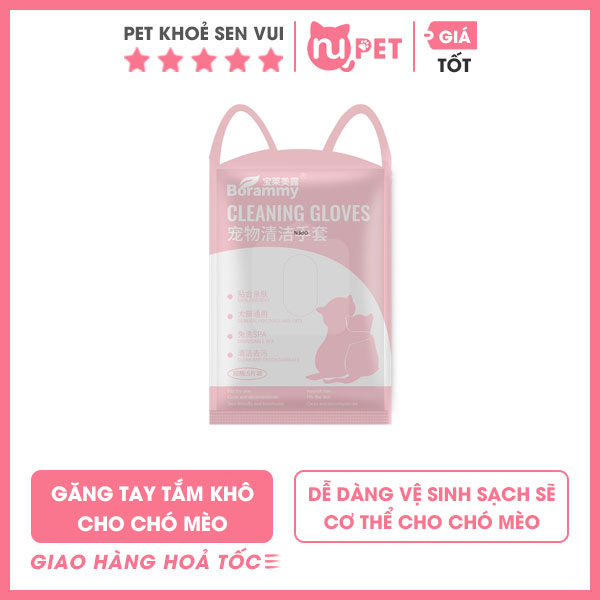 PET KHOẺ SEN VUI
nu PET
GIÁ
TỐT
宝莱美露
Borammy®
CLEANING GLOVES
宠物清洁手套
OPEN
犬猫通用
免洗SPA
清洁去污
GĂNG TAY TẮM KHÔ
CHO CHÓ MÈO
DỄ DÀNG VỆ SINH SẠCH SẼ
CƠ THỂ CHO CHÓ MÈO
GIAO HÀNG HOẢ TỐC